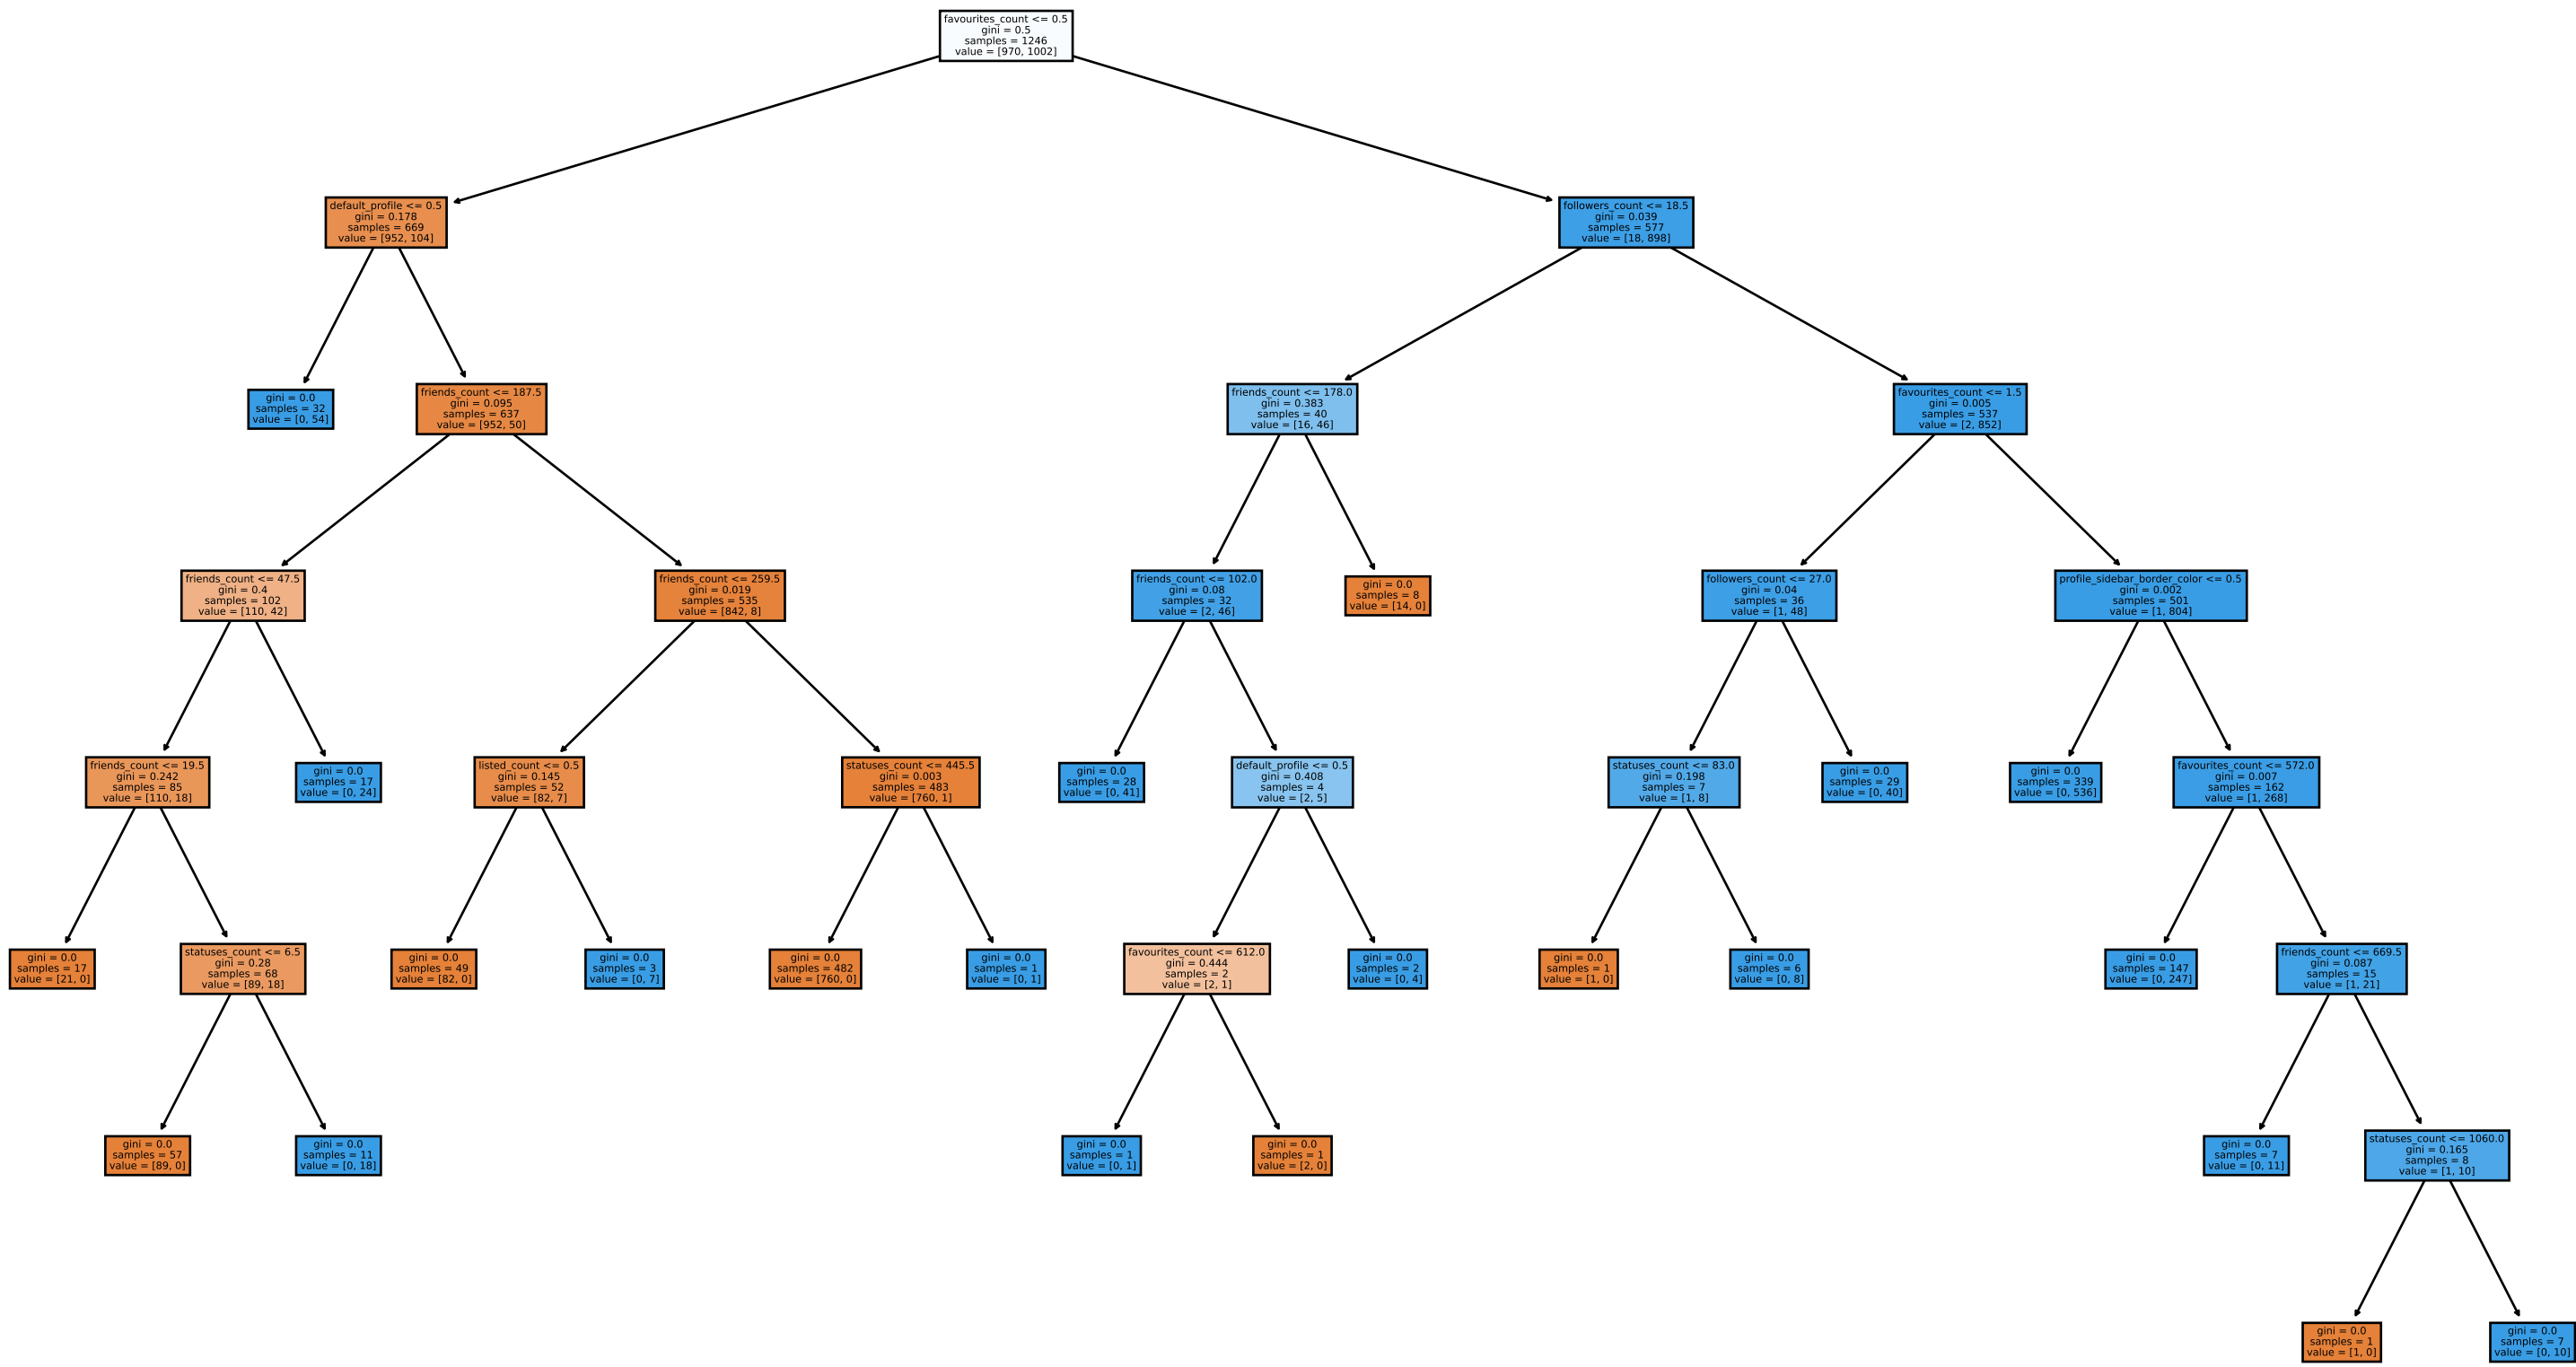 favourites_count <= 0.5
gini = 0.5
samples = 1246
value = [970, 1002]
default_profile <= 0.5
gini = 0.178
samples = 669
value = [952, 104]
followers_count <= 18.5
gini = 0.039
samples = 577
value = [18, 898]
gini = 0.0
samples = 32
value = [0, 54]
friends_count <= 187.5
gini = 0.095
samples = 637
value = [952, 50]
friends_count <= 178.0
gini = 0.383
samples = 40
value = [16, 46]
favourites_count <= 1.5
gini = 0.005
samples = 537
value = [2, 852]
friends_count <= 47.5
gini = 0.4
samples = 102
value = [110, 42]
friends_count <= 259.5
gini = 0.019
samples = 535
value = [842, 8]
friends_count <= 102.0
gini = 0.08
samples = 32
value = [2, 46]
gini = 0.0
samples = 8
value = [14, 0]
followers_count <= 27.0
gini = 0.04
samples = 36
value = [1, 48]
profile_sidebar_border_color <= 0.5
gini = 0.002
samples = 501
value = [1, 804]
friends_count <= 19.5
gini = 0.242
samples = 85
value = [110, 18]
gini = 0.0
samples = 17
value = [0, 24]
listed_count <= 0.5
gini = 0.145
samples = 52
value = [82, 7]
statuses_count <= 445.5
gini = 0.003
samples = 483
value = [760, 1]
gini = 0.0
samples = 28
value = [0, 41]
default_profile <= 0.5
gini = 0.408
samples = 4
value = [2, 5]
statuses_count <= 83.0
gini = 0.198
samples = 7
value = [1, 8]
gini = 0.0
samples = 29
value = [0, 40]
gini = 0.0
samples = 339
value = [0, 536]
favourites_count <= 572.0
gini = 0.007
samples = 162
value = [1, 268]
gini = 0.0
samples = 17
value = [21, 0]
statuses_count <= 6.5
gini = 0.28
samples = 68
value = [89, 18]
gini = 0.0
samples = 49
value = [82, 0]
gini = 0.0
samples = 3
value = [0, 7]
gini = 0.0
samples = 482
value = [760, 0]
gini = 0.0
samples = 1
value = [0, 1]
favourites_count <= 612.0
gini = 0.444
samples = 2
value = [2, 1]
gini = 0.0
samples = 2
value = [0, 4]
gini = 0.0
samples = 1
value = [1, 0]
gini = 0.0
samples = 6
value = [0, 8]
gini = 0.0
samples = 147
value = [0, 247]
friends_count <= 669.5
gini = 0.087
samples = 15
value = [1, 21]
gini = 0.0
samples = 57
value = [89, 0]
gini = 0.0
samples = 11
value = [0, 18]
gini = 0.0
samples = 1
value = [0, 1]
gini = 0.0
samples = 1
value = [2, 0]
gini = 0.0
samples = 7
value = [0, 11]
statuses_count <= 1060.0
gini = 0.165
samples = 8
value = [1, 10]
gini = 0.0
samples = 1
value = [1, 0]
gini = 0.0
samples = 7
value = [0, 10]